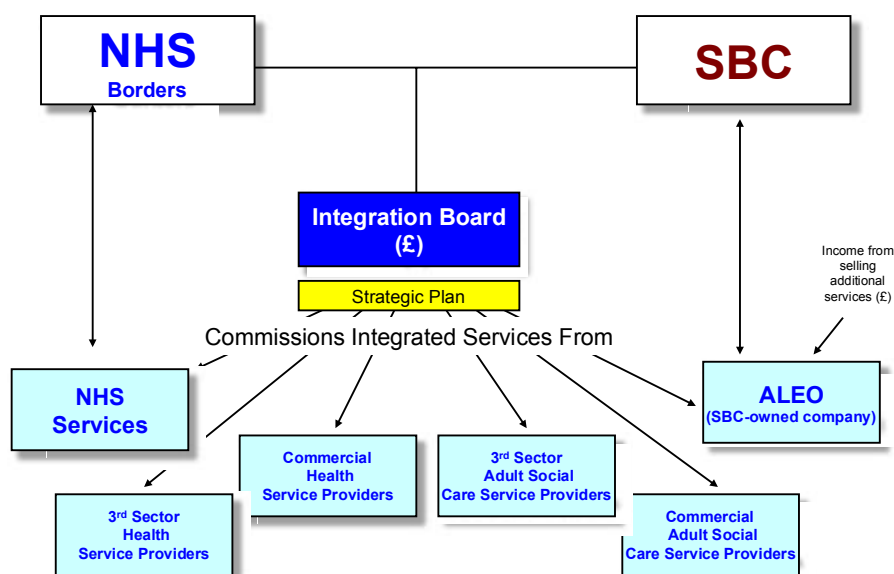 NHS
Borders
SBC
Integration Board
(£)
Income from
selling
additional
services (£)
Strategic Plan
Commissions Integrated Services From
NHS
Services
ALEO
(SBC-owned company)
Commercial
Health
Service Providers
3rd Sector
Adult Social
Care Service Providers
3rd Sector
Health
Service Providers
Commercial
Adult Social
Care Service Providers